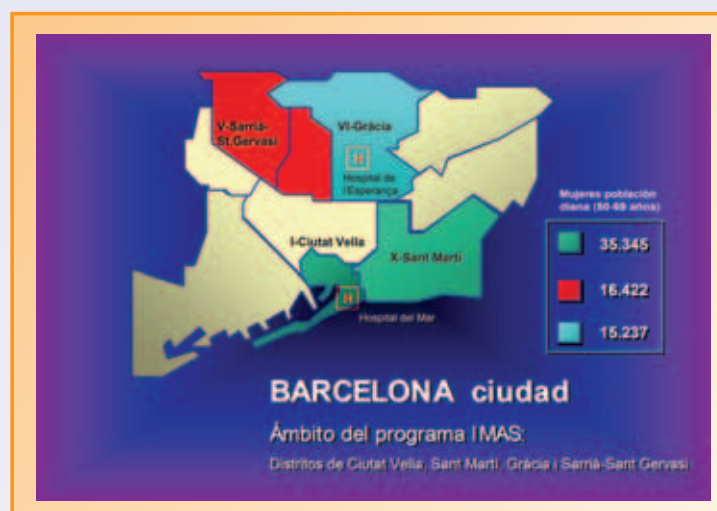 V-Sarrià-
St.Gervasi
VI-Gràcia
H
Hospital de
l'Esperança
I-Ciutat Vella
X-Sant Martí
H
Hospital del Mar
Mujeres población
diana (50-69 años)
35.345
16.422
15.237
BARCELONA ciudad
Ámbito del programa IMAS:
Distritos de Ciutat Vella, Sant Martí, Gràcia i Sarrià-Sant Gervasi